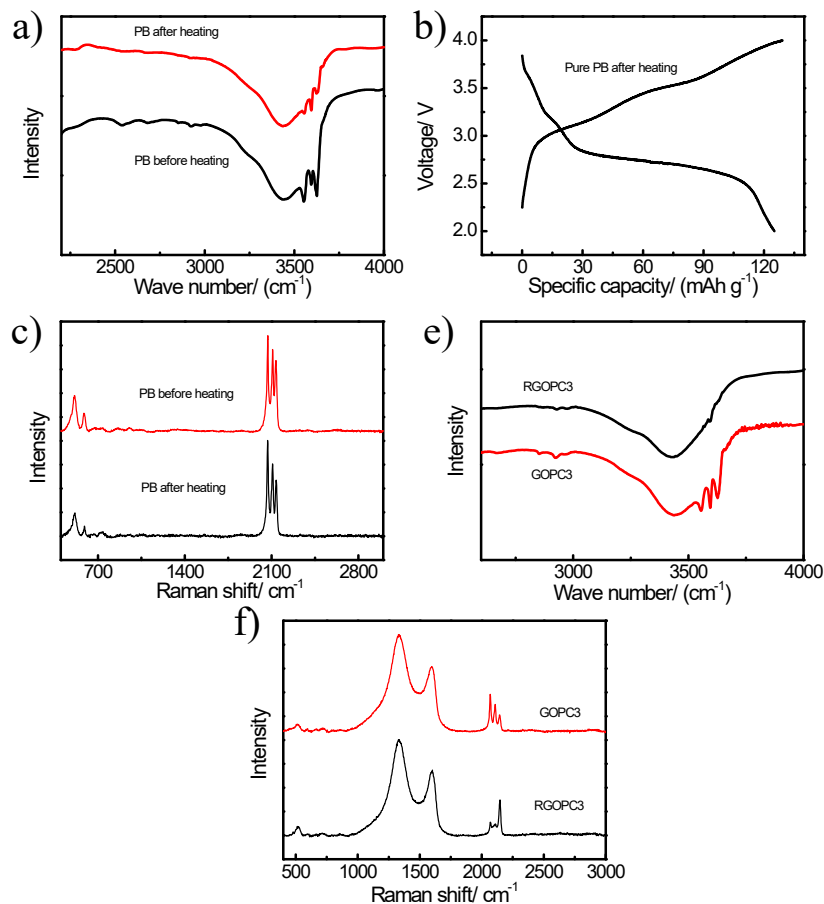 a)
PB after heating
PB before heating
Intensity
2500 3000 3500 4000
Wave number/ (cm⁻¹)
b)
Pure PB after heating
Voltage/ V
4.0
3.5
3.0
2.5
2.0
0 30 60 90 120
Specific capacity/ (mAh g⁻¹)
c)
PB before heating
PB after heating
Intensity
700 1400 2100 2800
Raman shift/ cm⁻¹
e)
RGOPC3
GOPC3
Intensity
3000 3500 4000
Wave number/ (cm⁻¹)
f)
GOPC3
RGOPC3
Intensity
500 1000 1500 2000 2500 3000
Raman shift/ cm⁻¹